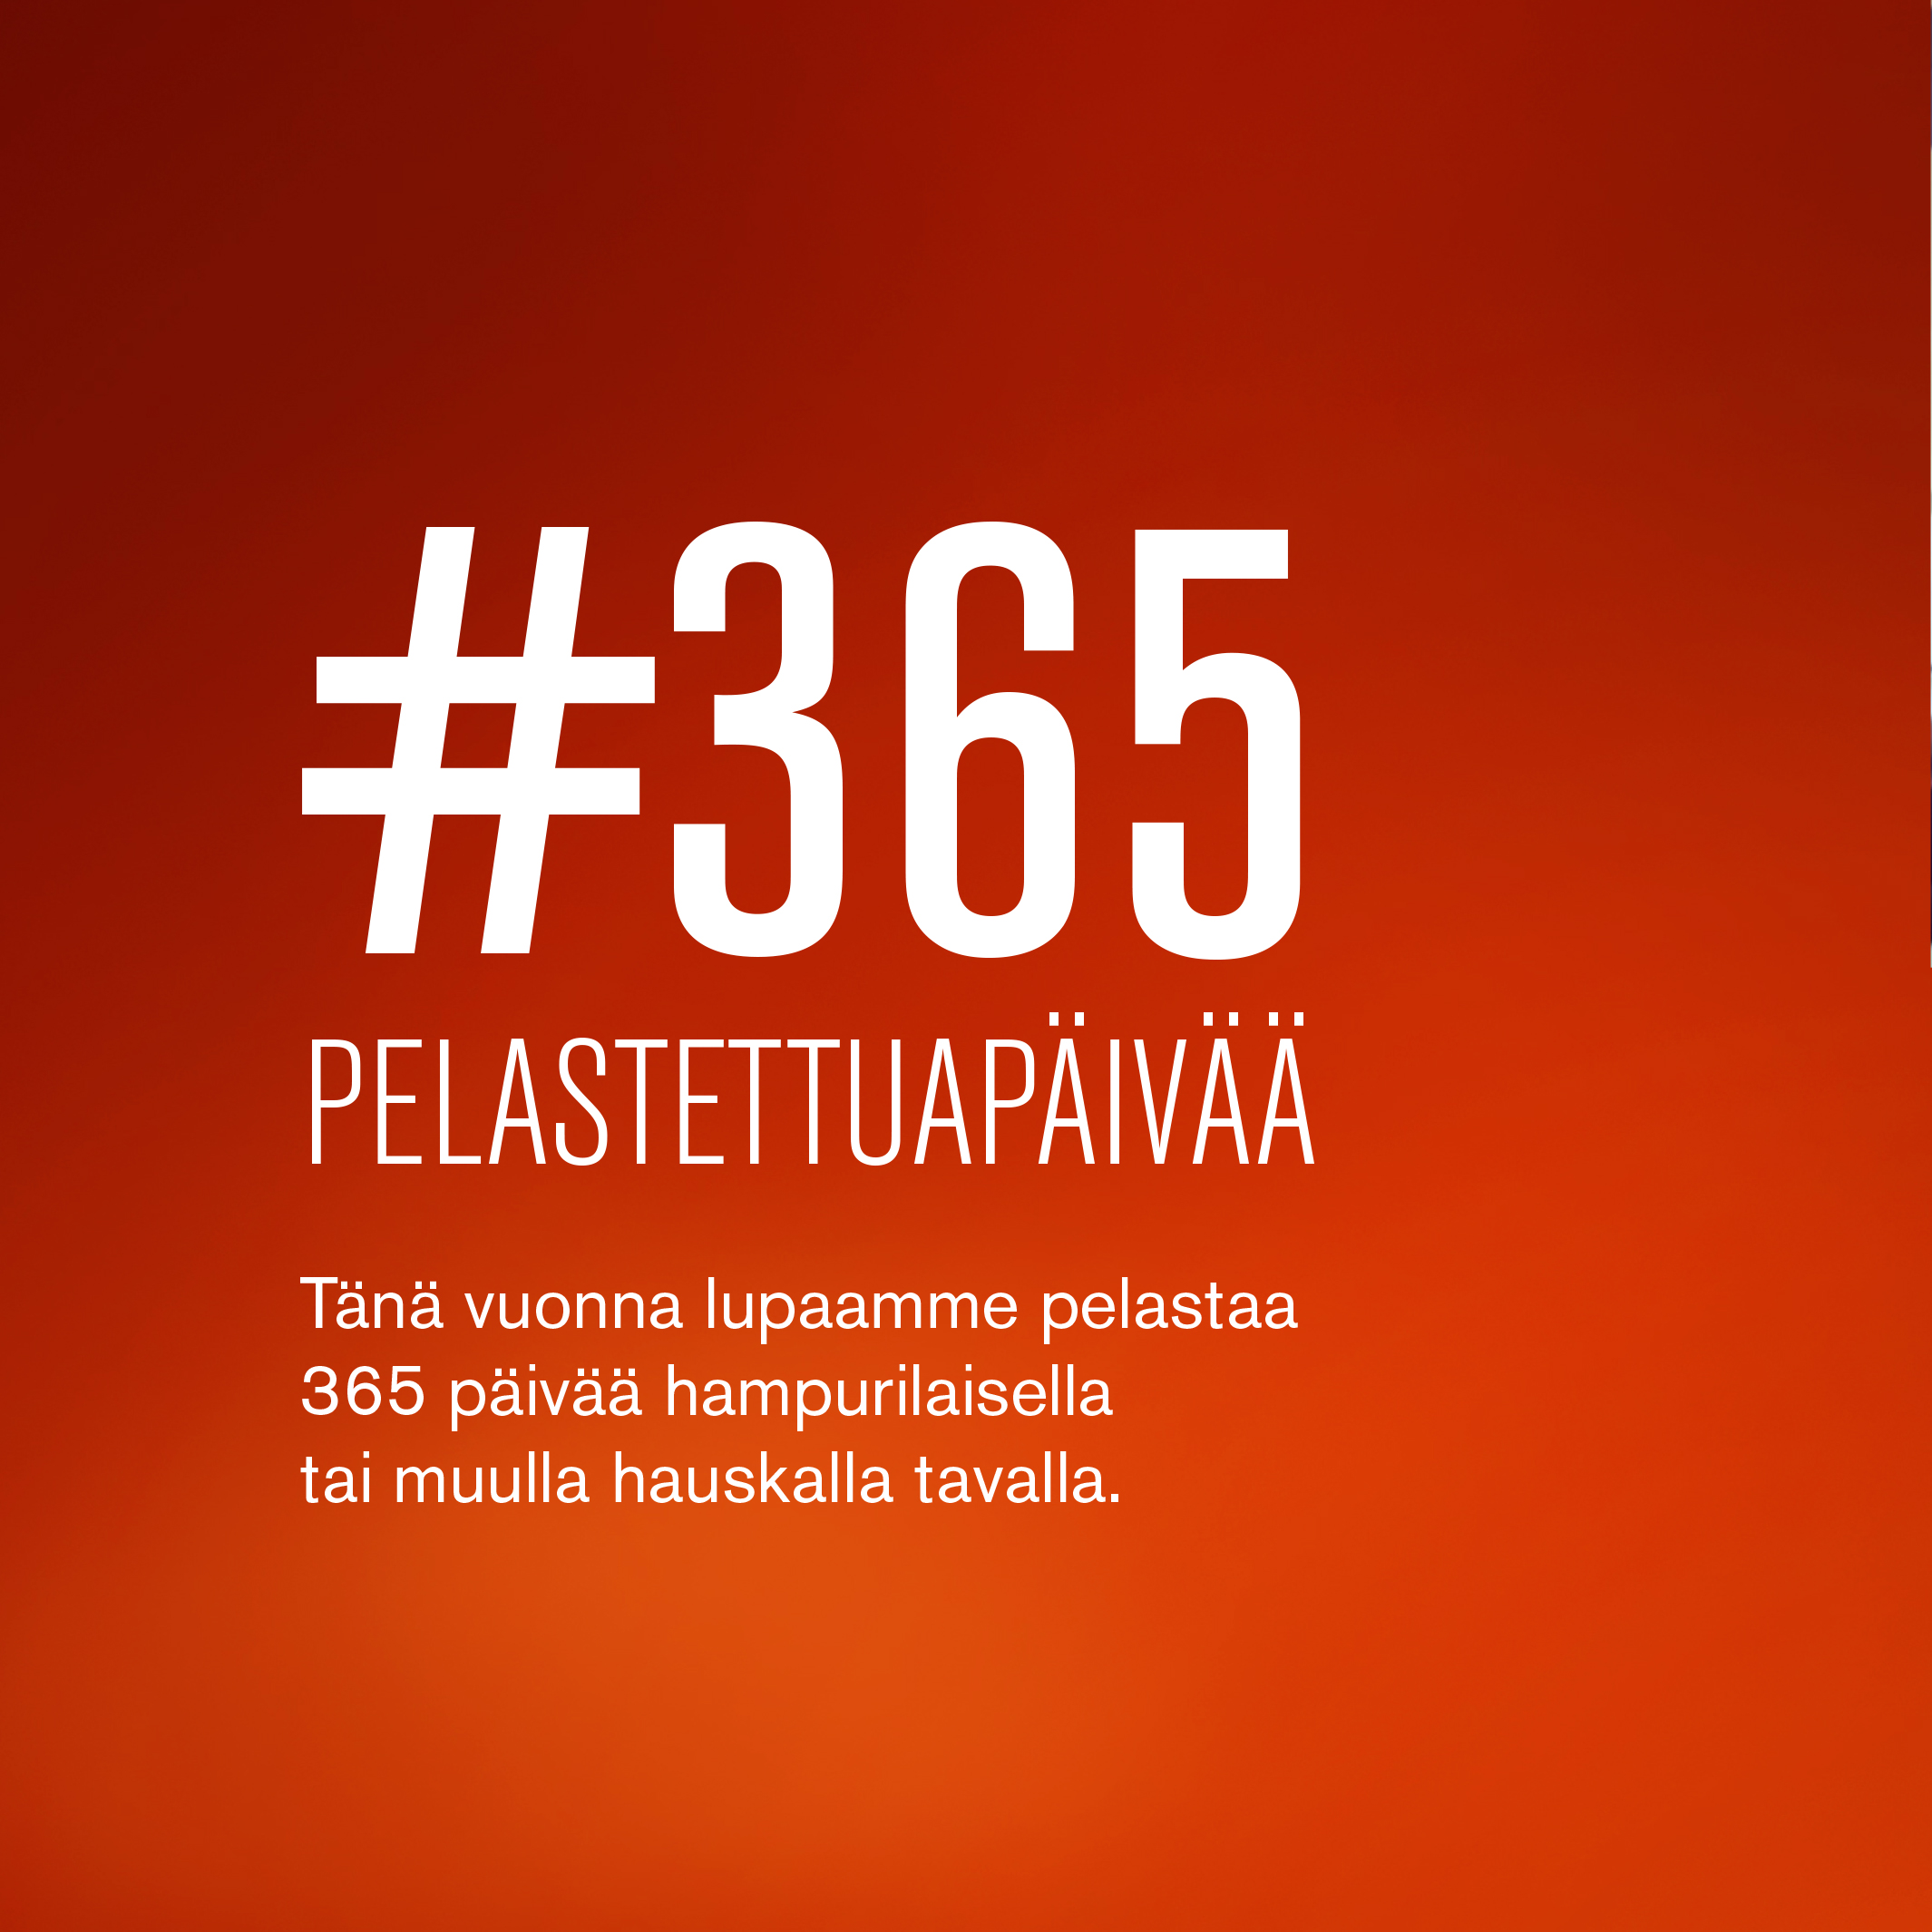 #365
PELASTETTUAPÄIVÄÄ
Tänä vuonna lupaamme pelastaa
365 päivää hampurilaisella
tai muulla hauskalla tavalla.